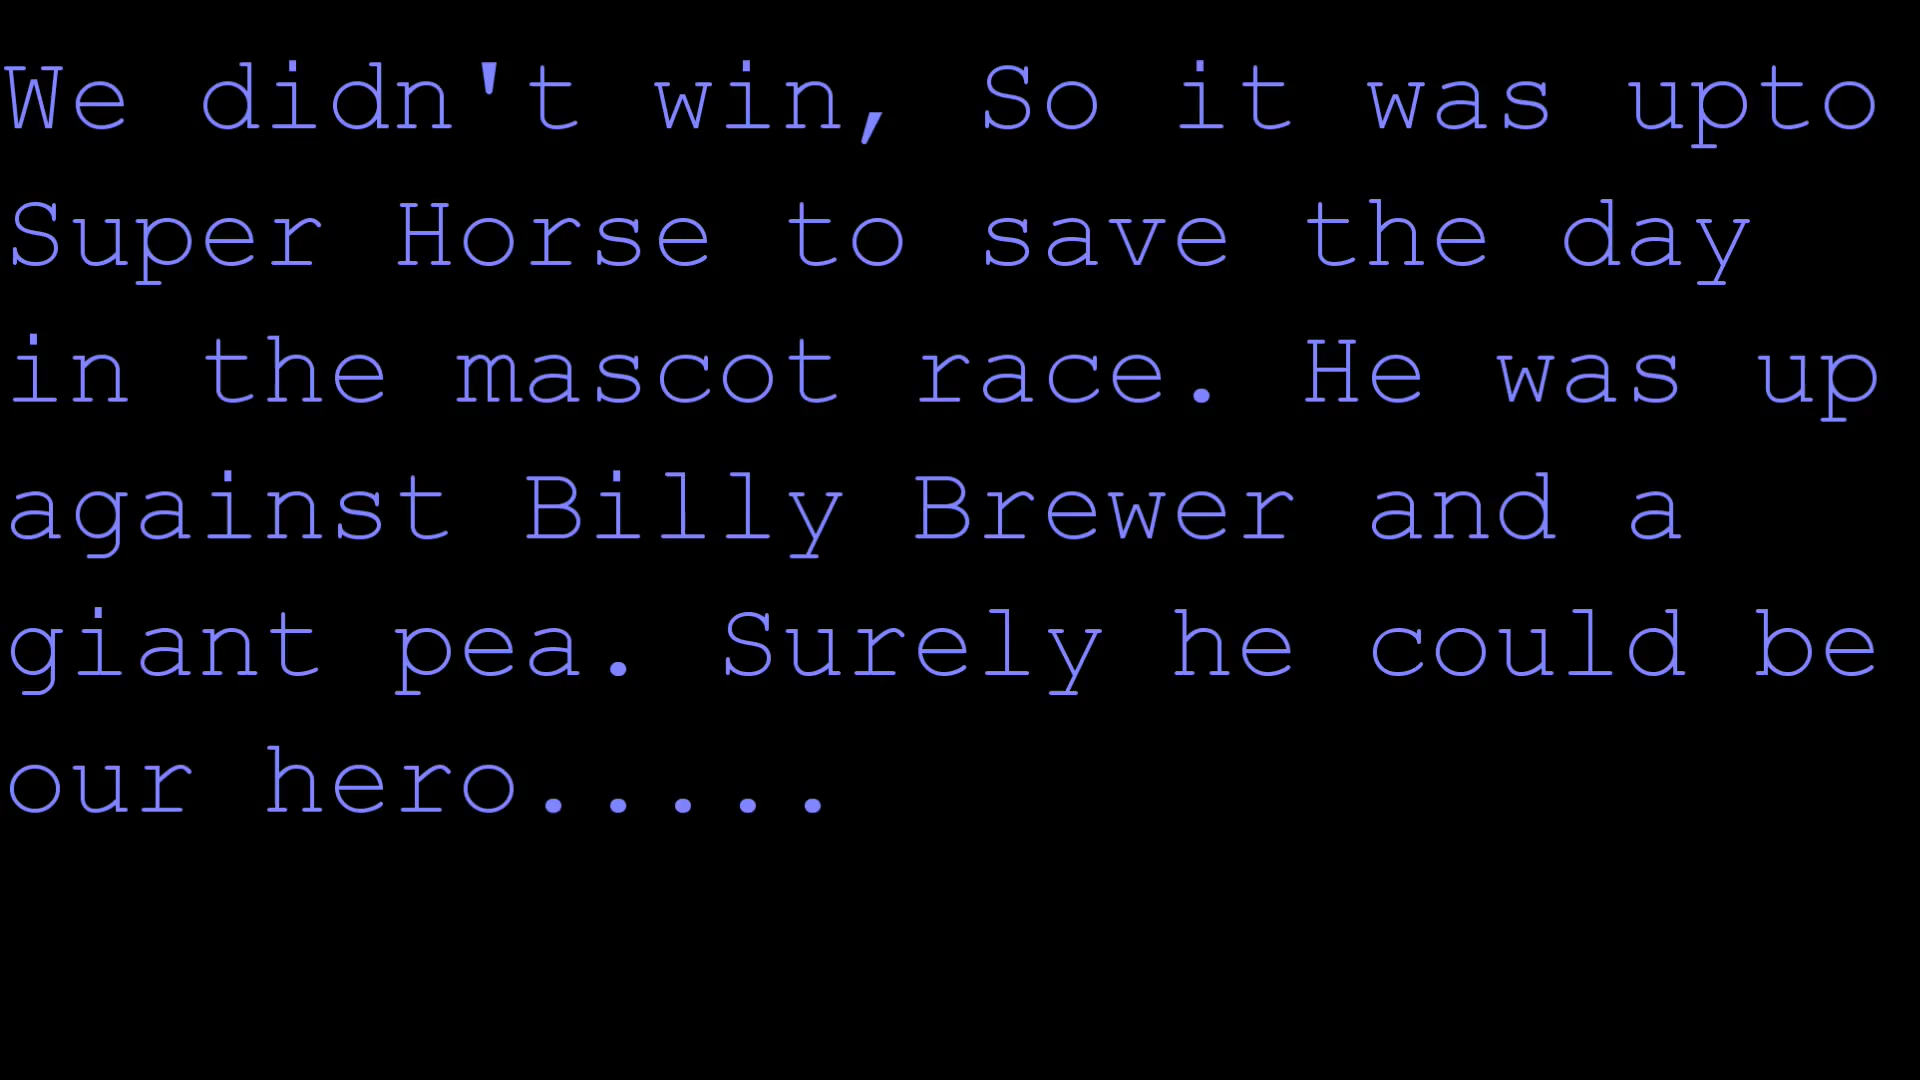 We didn't win, So it was upto
Super Horse to save the day
in the mascot race. He was up
against Billy Brewer and a
giant pea. Surely he could be
our hero.....